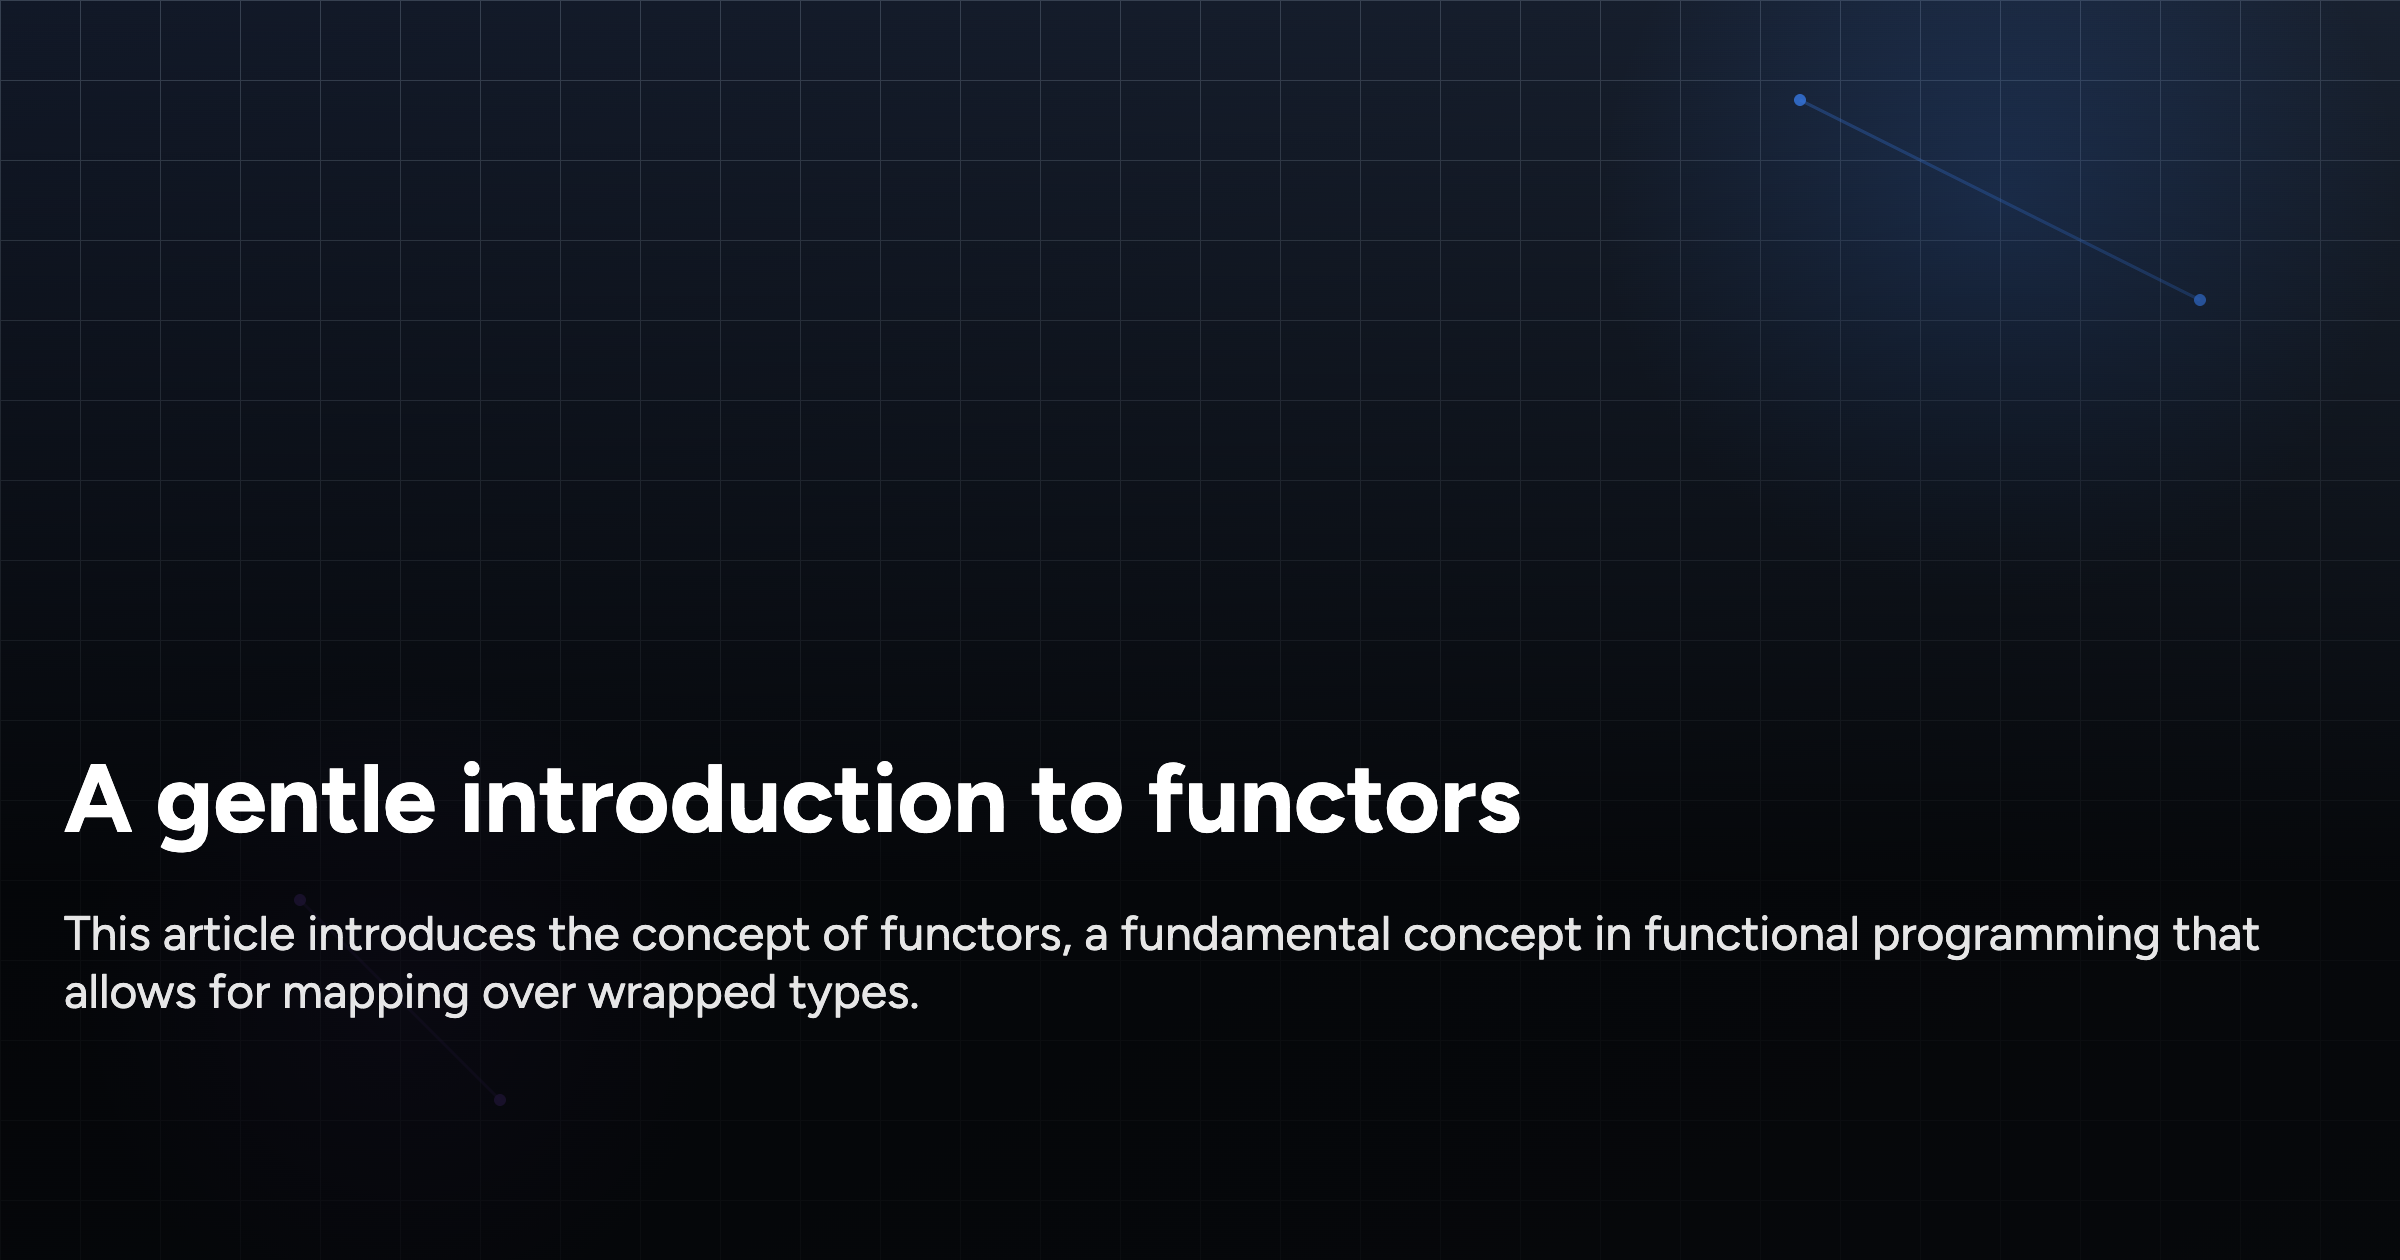 A gentle introduction to functors
This article introduces the concept of functors, a fundamental concept in functional programming that
allows for mapping over wrapped types.